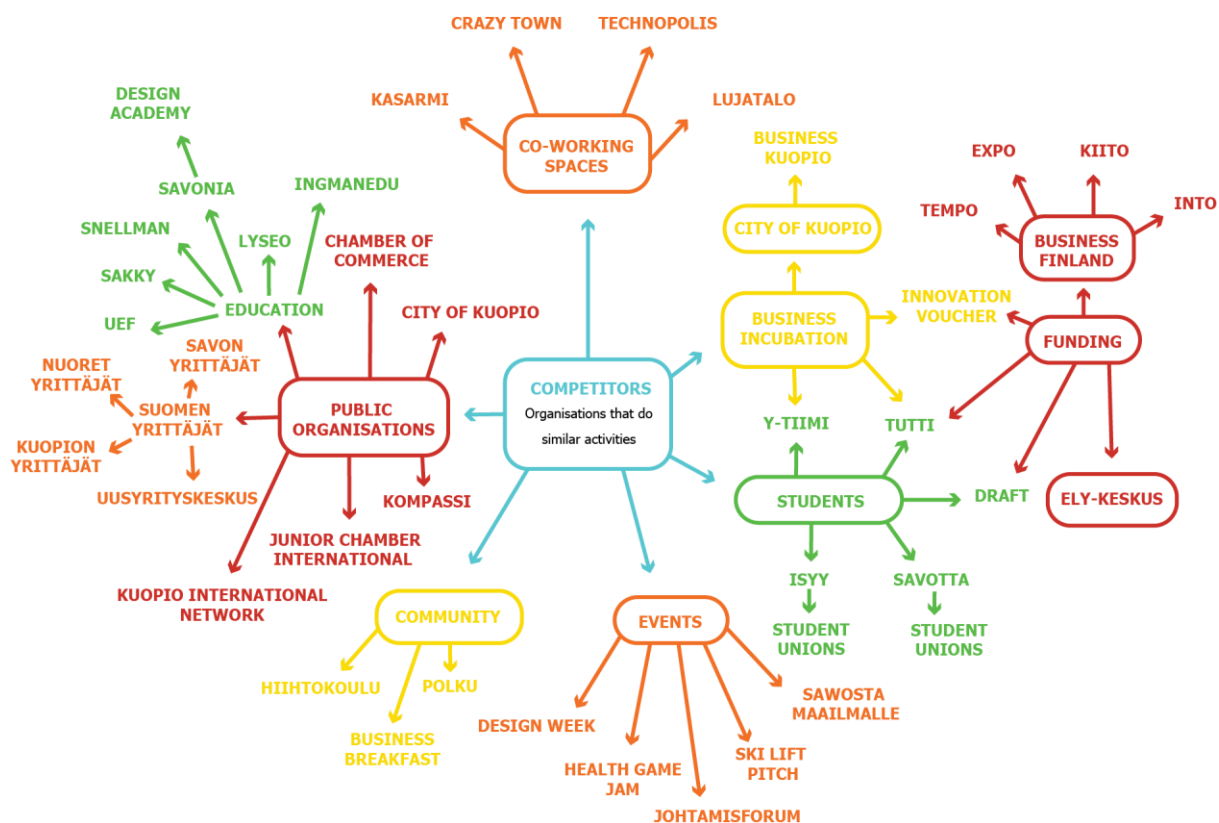 CRAZY TOWN
TECHNOPOLIS
KASARMI
LUJATALO
CO-WORKING
SPACES
DESIGN
ACADEMY
SAVONIA
INGMANEDU
SNELLMAN
LYSEO
SAKKY
EDUCATION
UEF
CHAMBER OF
COMMERCE
CITY OF KUOPIO
BUSINESS
KUOPIO
CITY OF KUOPIO
BUSINESS
INCUBATION
INNOVATION
VOUCHER
EXPO
KIITO
TEMPO
INTO
BUSINESS
FINLAND
FUNDING
NUORET
YRITTÄJÄT
SAVON
YRITTÄJÄT
SUOMEN
YRITTÄJÄT
KUOPION
YRITTÄJÄT
UUSYRITYSKESKUS
PUBLIC
ORGANISATIONS
COMPETITORS
Organisations that do
similar activities
KOMPASSI
JUNIOR CHAMBER
INTERNATIONAL
KUOPIO INTERNATIONAL
NETWORK
Y-TIIMI
TUTTI
STUDENTS
DRAFT
ELY-KESKUS
ISYY
SAVOTTA
STUDENT
UNIONS
STUDENT
UNIONS
COMMUNITY
HIIHTOKOULU
POLKU
BUSINESS
BREAKFAST
EVENTS
DESIGN WEEK
HEALTH GAME
JAM
JOHTAMISFORUM
SKI LIFT
PITCH
SAWOSTA
MAAILMALLE